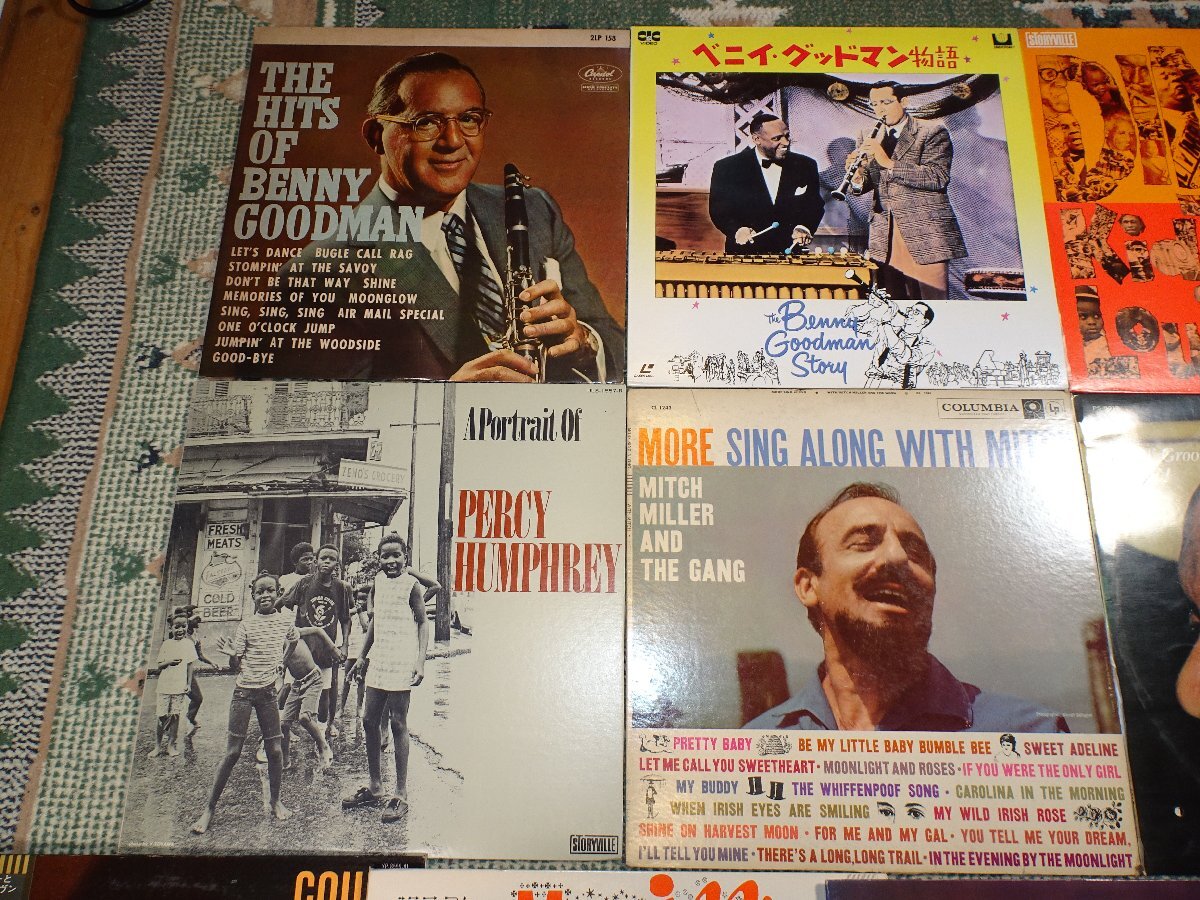 2LP 158
Capitol
THE
HITS
OF
BENNY
GOODMAN
LET'S DANCE BUGLE CALL RAG
STOMPIN' AT THE SAVOY
DON'T BE THAT WAY SHINE
MEMORIES OF YOU MOONGLOW
SING, SING, SING AIR MAIL SPECIAL
ONE O'CLOCK JUMP
JUMPIN' AT THE WOODSIDE
GOOD-BYE
CIC
VIDEO
ベニイ・グッドマン物語
The Benny
Goodman
Story
STORYVILLE
A Portrait Of
PERCY
HUMPHREY
ZENO'S GROCERY
FRESH
MEATS
COLD
BEER
STORYVILLE
CL 1243
COLUMBIA
LP
MORE SING ALONG WITH
MITCH
MILLER
AND
THE GANG
PRETTY BABY BE MY LITTLE BABY BUMBLE BEE SWEET ADELINE
LET ME CALL YOU SWEETHEART • MOONLIGHT AND ROSES • IF YOU WERE THE ONLY GIRL
MY BUDDY THE WHIFFENPOOF SONG • CAROLINA IN THE MORNING
WHEN IRISH EYES ARE SMILING MY WILD IRISH ROSE
SHINE ON HARVEST MOON • FOR ME AND MY GAL • YOU TELL ME YOUR DREAM,
I'LL TELL YOU MINE • THERE'S A LONG, LONG TRAIL • IN THE EVENING BY THE MOONLIGHT
COU